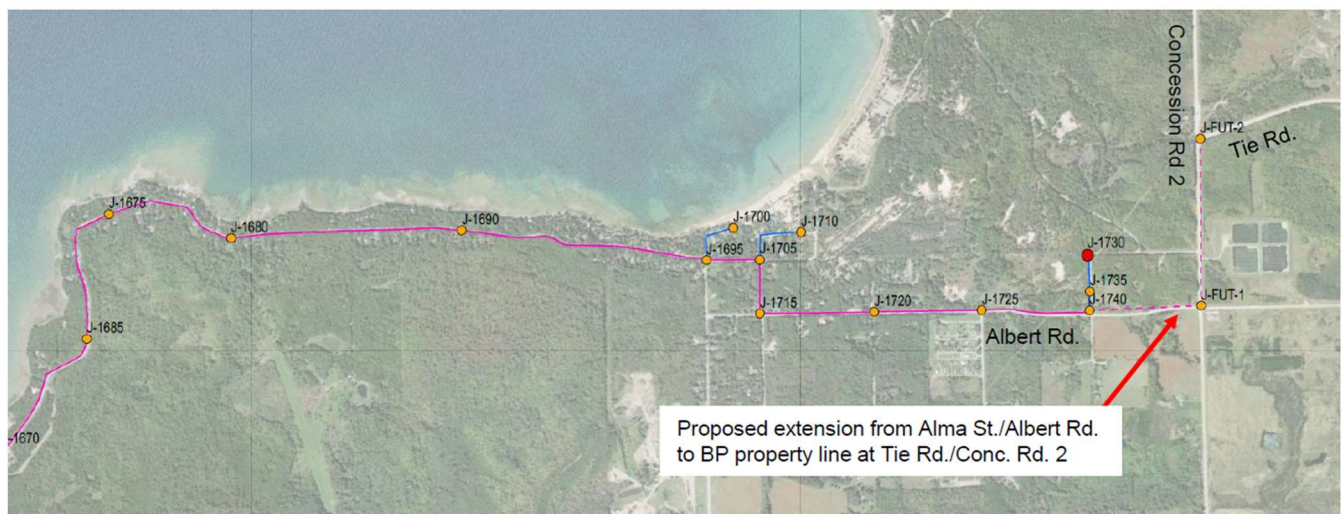 Concession Rd 2
J-FUT-2
Tie Rd.
J-1675
J-1680
J-1690
J-1700
J-1710
J-1695
J-1705
J-1730
J-1735
J-1685
J-1715
J-1720
J-1725
J-1740
J-FUT-1
Albert Rd.
-1670
Proposed extension from Alma St./Albert Rd.
to BP property line at Tie Rd./Conc. Rd. 2